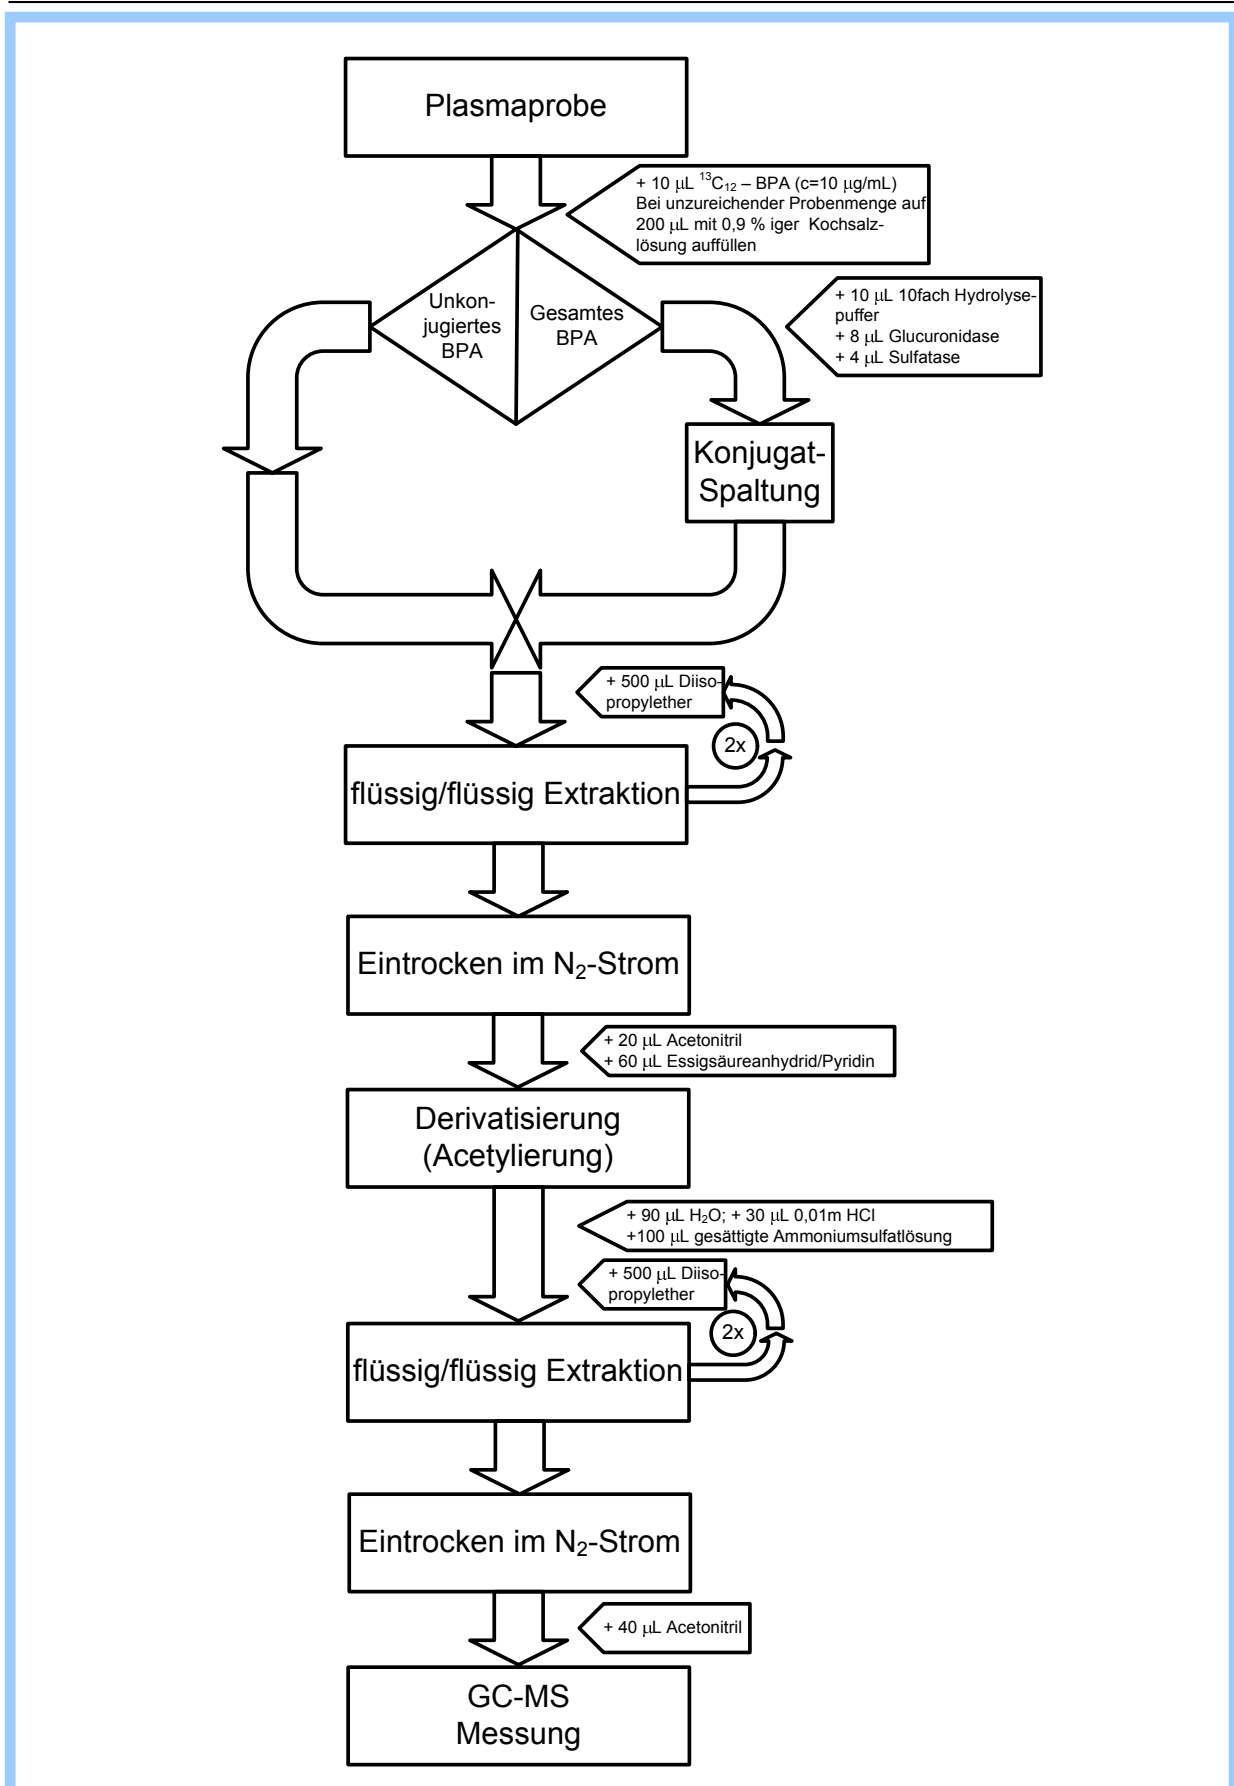 Plasmaprobe
+ 10 µL ¹³C₁₂ – BPA (c=10 µg/mL)
Bei unzureichender Probenmenge auf
200 µL mit 0,9 % iger Kochsalz-
lösung auffüllen
Unkon-
jugiertes
BPA
Gesamtes
BPA
+ 10 µL 10fach Hydrolyse-
puffer
+ 8 µL Glucuronidase
+ 4 µL Sulfatase
Konjugat-
Spaltung
+ 500 µL Diiso-
propylether
2x
flüssig/flüssig Extraktion
Eintrocken im N₂-Strom
+ 20 µL Acetonitril
+ 60 µL Essigsäureanhydrid/Pyridin
Derivatisierung
(Acetylierung)
+ 90 µL H₂O; + 30 µL 0,01m HCl
+100 µL gesättigte Ammoniumsulfatlösung
+ 500 µL Diiso-
propylether
2x
flüssig/flüssig Extraktion
Eintrocken im N₂-Strom
+ 40 µL Acetonitril
GC-MS
Messung